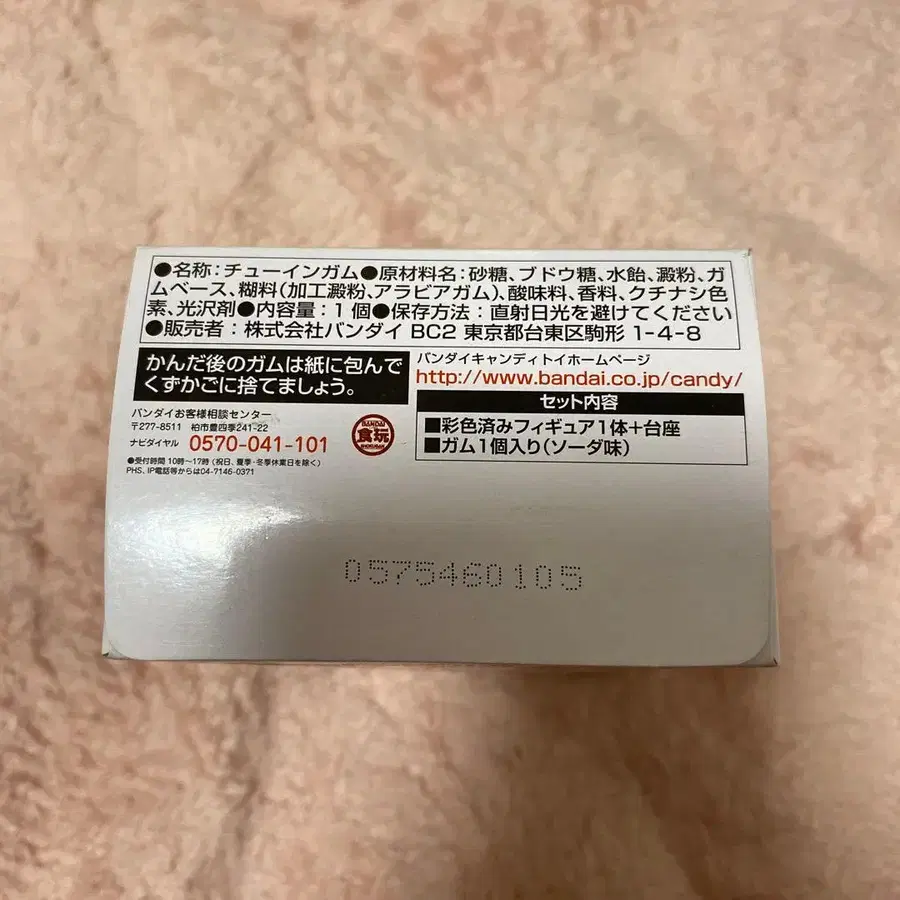 ●名称：チューインガム●原材料名：砂糖、ブドウ糖、水飴、澱粉、ガ
ムベース、糊料(加工澱粉、アラビアガム)、酸味料、香料、クチナシ色
素、光沢剤●内容量：1個●保存方法：直射日光を避けてください
●販売者：株式会社バンダイ BC2 東京都台東区駒形 1-4-8
かんだ後のガムは紙に包んで
くずかごに捨てましょう。
バンダイお客様相談センター
〒277-8511 柏市豊四季241-22
ナビダイヤル 0570-041-101
●受付時間 10時～17時 (祝日、夏季・冬季休業日を除く)
PHS、IP電話等からは04-7146-0371
BANDAI
食玩
SHOKUGAN
バンダイキャンディトイホームページ
http://www.bandai.co.jp/candy/
セット内容
■彩色済みフィギュア1体+台座
■ガム1個入り(ソーダ味)
0575460105